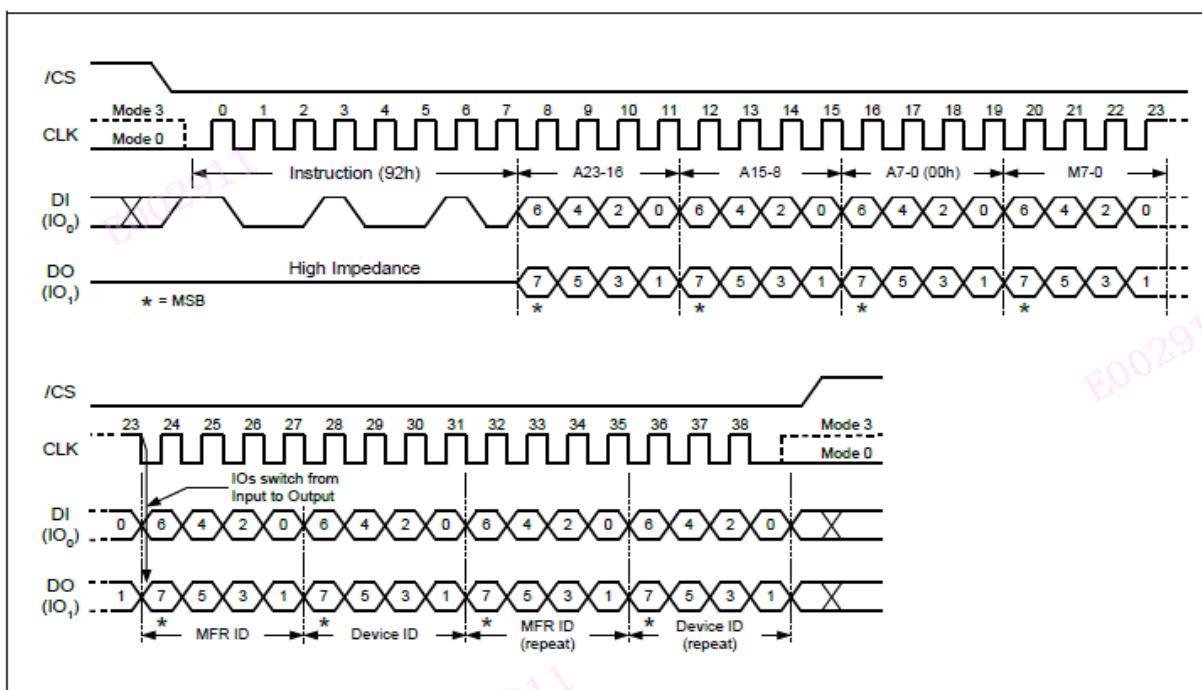 /CS
Mode 3
0 1 2 3 4 5 6 7 8 9 10 11 12 13 14 15 16 17 18 19 20 21 22 23
CLK
Mode 0
Instruction (92h) A23-16 A15-8 A7-0 (00h) M7-0
DI
(IO0)
6 4 2 0 6 4 2 0 6 4 2 0 6 4 2 0
High Impedance
DO
(IO1)
7 5 3 1 7 5 3 1 7 5 3 1 7 5 3 1
* = MSB
* * * *
E002911
E002911
/CS
23 24 25 26 27 28 29 30 31 32 33 34 35 36 37 38
Mode 3
CLK
Mode 0
IOs switch from
Input to Output
DI
(IO0)
0 6 4 2 0 6 4 2 0 6 4 2 0 6 4 2 0
DO
(IO1)
1 7 5 3 1 7 5 3 1 7 5 3 1 7 5 3 1
* * * *
MFR ID Device ID MFR ID Device ID
(repeat) (repeat)